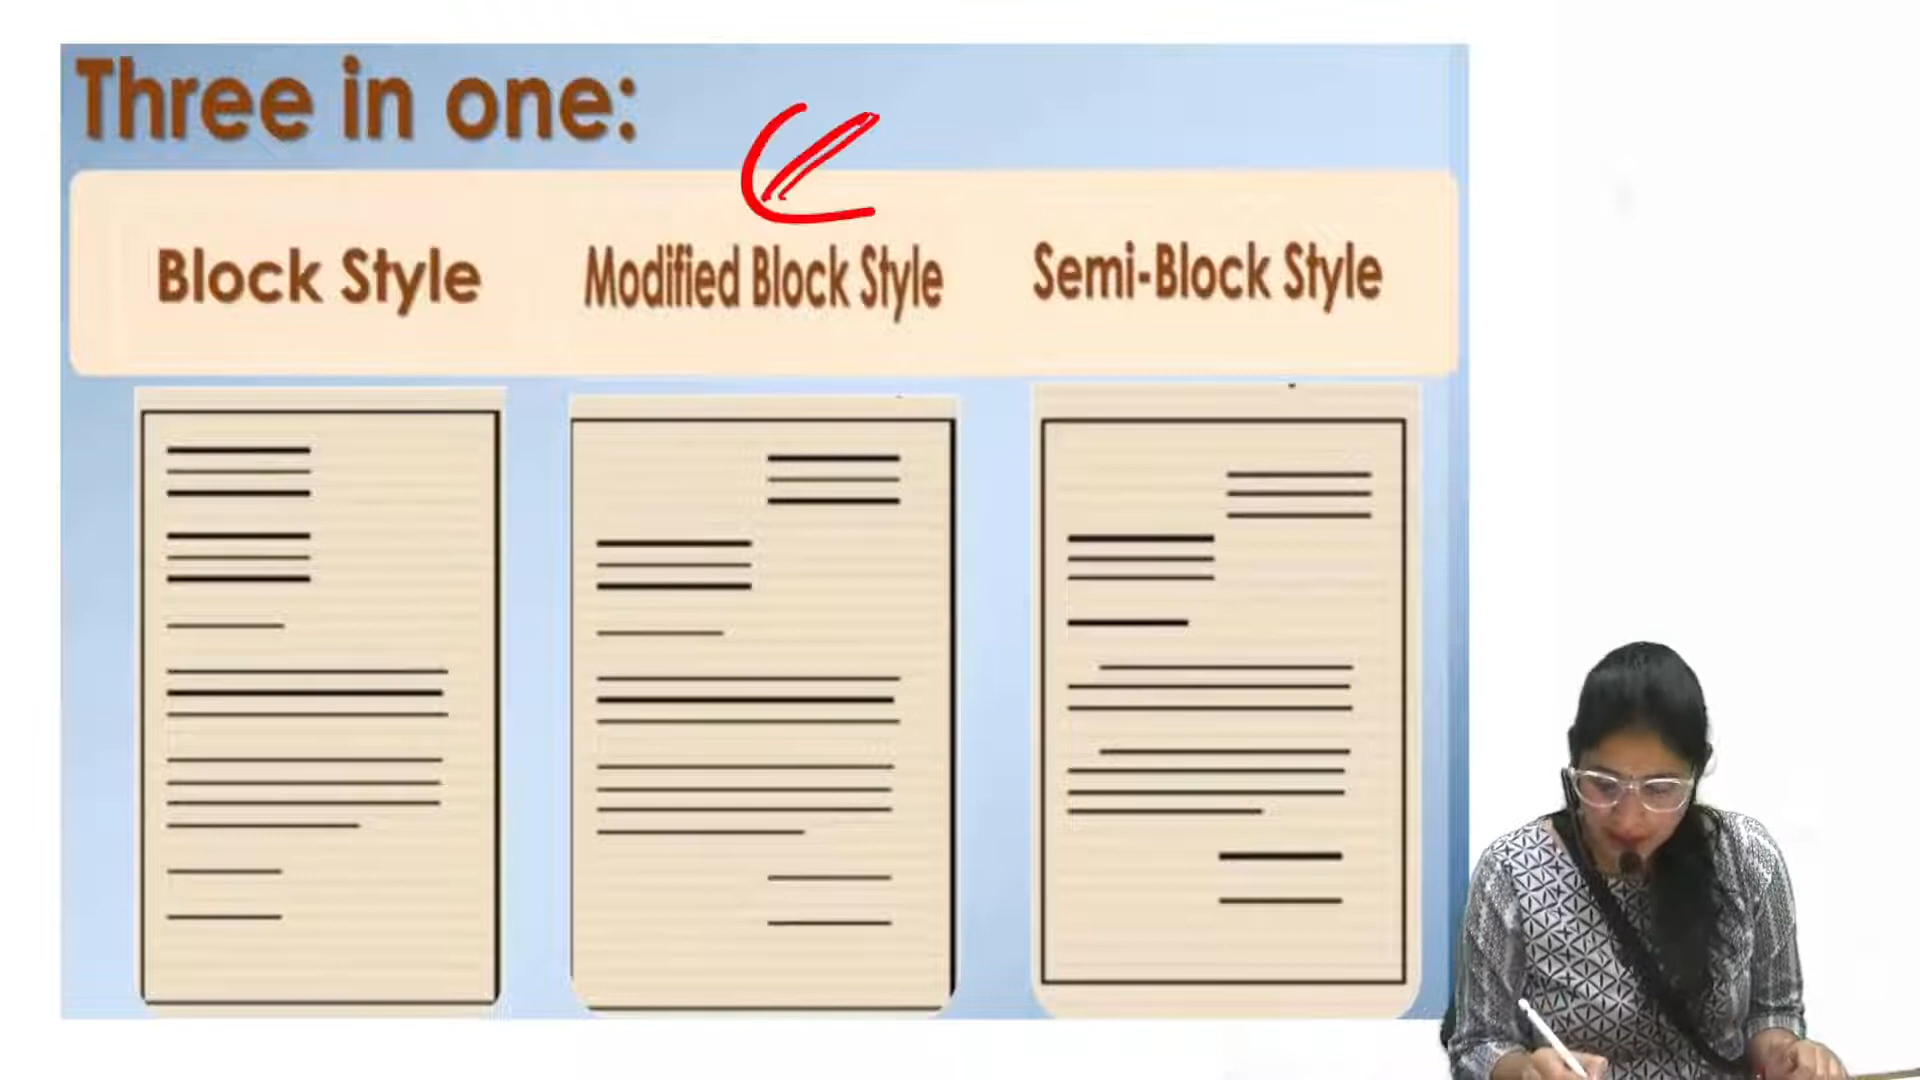 Three in one:
Block Style
Modified Block Style
Semi-Block Style